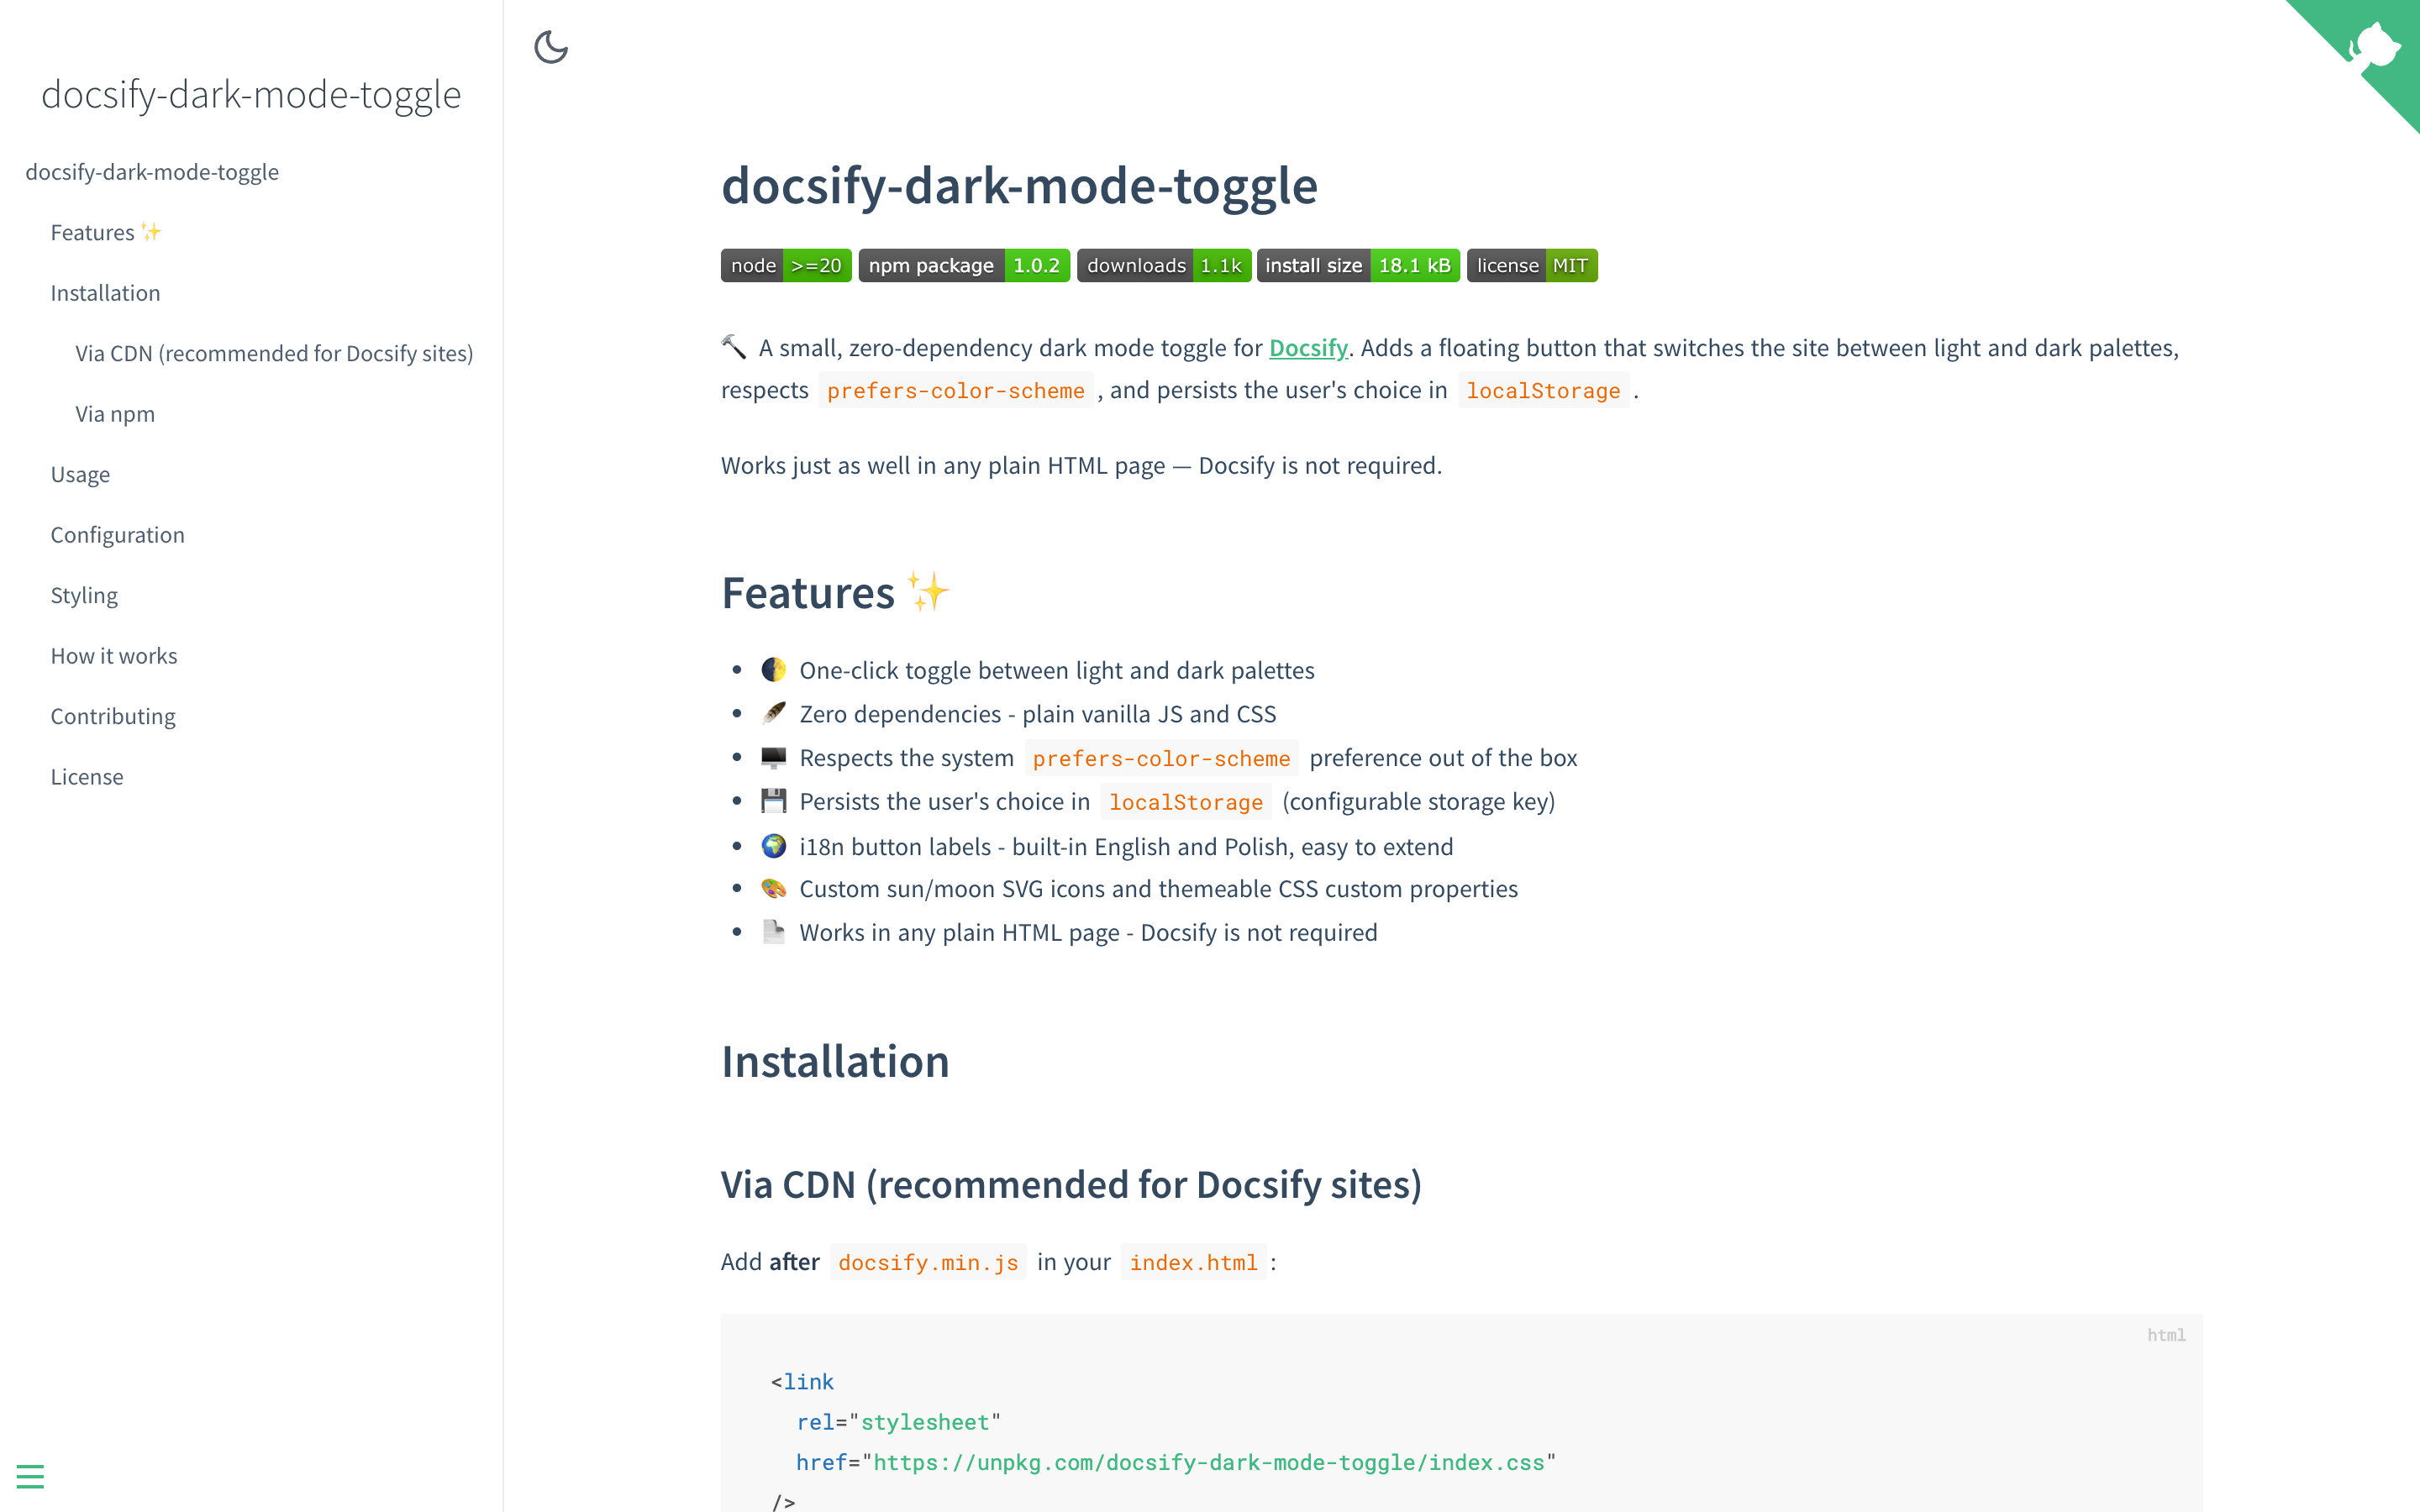 docsify-dark-mode-toggle
docsify-dark-mode-toggle
Features ✨
Installation
Via CDN (recommended for Docsify sites)
Via npm
Usage
Configuration
Styling
How it works
Contributing
License
docsify-dark-mode-toggle
node >=20 npm package 1.0.2 downloads 1.1k install size 18.1 kB license MIT
🔨 A small, zero-dependency dark mode toggle for Docsify. Adds a floating button that switches the site between light and dark palettes,
respects prefers-color-scheme, and persists the user's choice in localStorage.
Works just as well in any plain HTML page — Docsify is not required.
Features ✨
• 🌓 One-click toggle between light and dark palettes
• 🪶 Zero dependencies - plain vanilla JS and CSS
• 🖥️ Respects the system prefers-color-scheme preference out of the box
• 💾 Persists the user's choice in localStorage (configurable storage key)
• 🌍 i18n button labels - built-in English and Polish, easy to extend
• 🎨 Custom sun/moon SVG icons and themeable CSS custom properties
• 📄 Works in any plain HTML page - Docsify is not required
Installation
Via CDN (recommended for Docsify sites)
Add after docsify.min.js in your index.html:
html
<link
rel="stylesheet"
href="https://unpkg.com/docsify-dark-mode-toggle/index.css"
/>